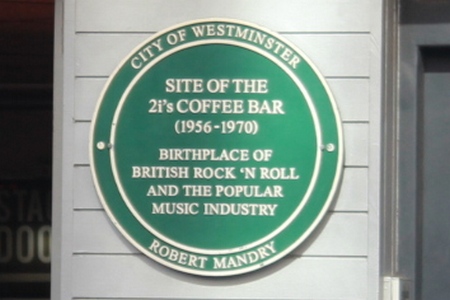 CITY OF WESTMINSTER
SITE OF THE
2i's COFFEE BAR
(1956-1970)
BIRTHPLACE OF
BRITISH ROCK 'N ROLL
AND THE POPULAR
MUSIC INDUSTRY
ROBERT MANDRY